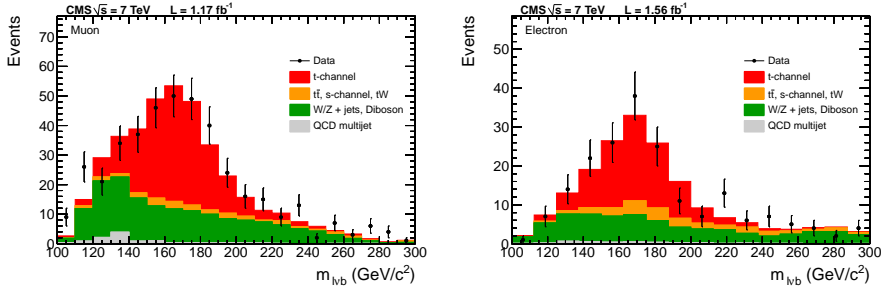 CMS √s = 7 TeV L = 1.17 fb⁻¹
Muon
Events
70
60
50
40
30
20
10
0
Data
t-channel
tt̄, s-channel, tW
W/Z + jets, Diboson
QCD multijet
100 120 140 160 180 200 220 240 260 280 300
m_lνb (GeV/c²)
CMS √s = 7 TeV L = 1.56 fb⁻¹
Electron
Events
50
40
30
20
10
0
Data
t-channel
tt̄, s-channel, tW
W/Z + jets, Diboson
QCD multijet
100 120 140 160 180 200 220 240 260 280 300
m_lνb (GeV/c²)